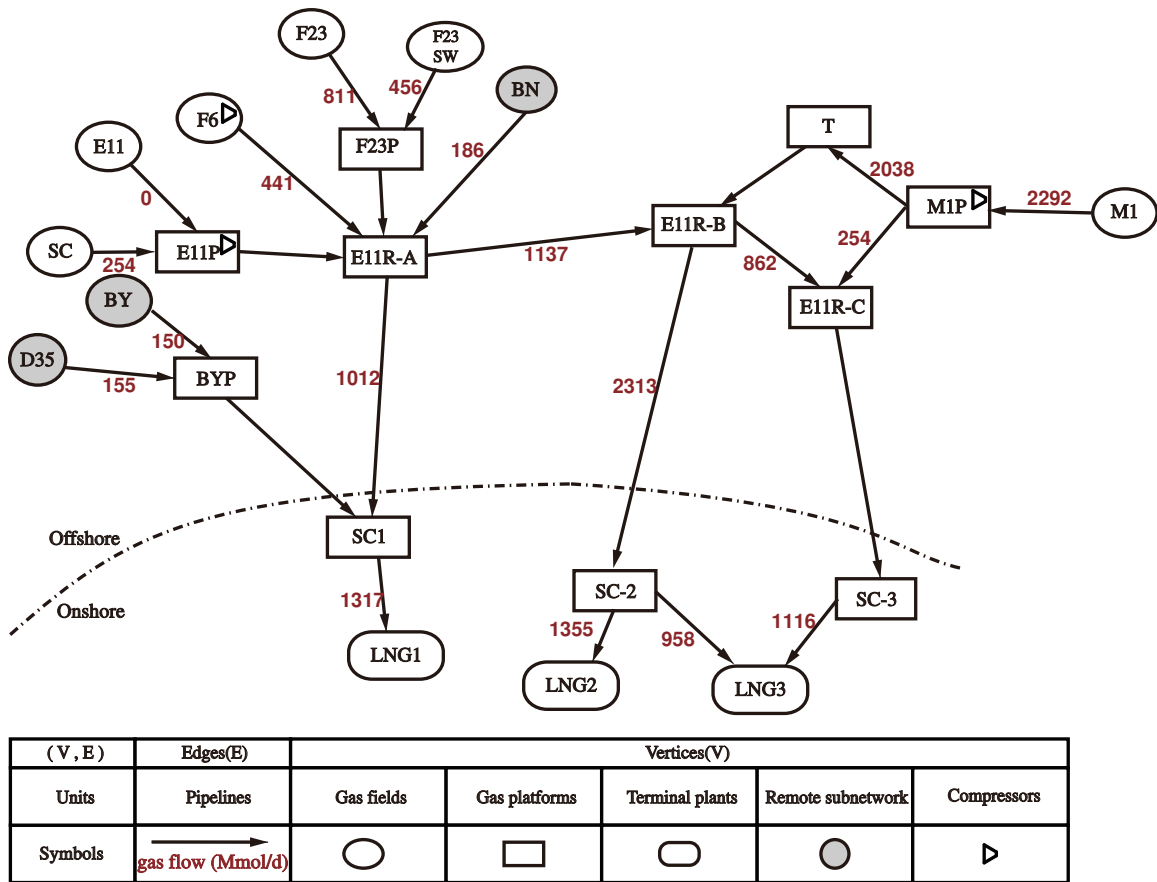 F23
F23
SW
811
456
BN
F6
F23P
E11
441
186
0
T
2038
M1P
2292
M1
SC
254
E11P
E11R-A
1137
E11R-B
862
254
E11R-C
BY
150
D35
155
BYP
1012
2313
Offshore
Onshore
SC1
1317
LNG1
SC-2
1355
958
LNG2
SC-3
1116
LNG3
( V , E ) Edges(E) Vertices(V)
Units Pipelines Gas fields Gas platforms Terminal plants Remote subnetwork Compressors
Symbols gas flow (Mmol/d)